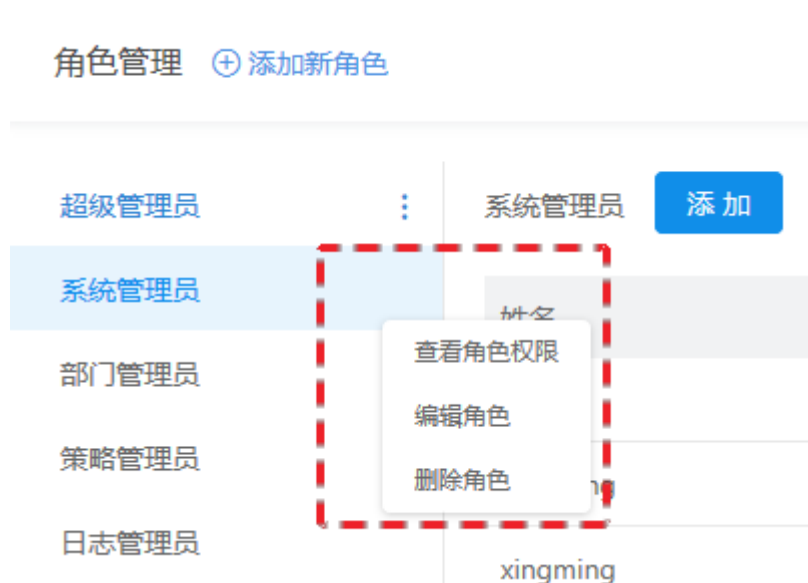 角色管理 添加新角色
超级管理员
系统管理员
部门管理员
策略管理员
日志管理员
系统管理员 添加
姓名
查看角色权限
编辑角色
删除角色
xingming